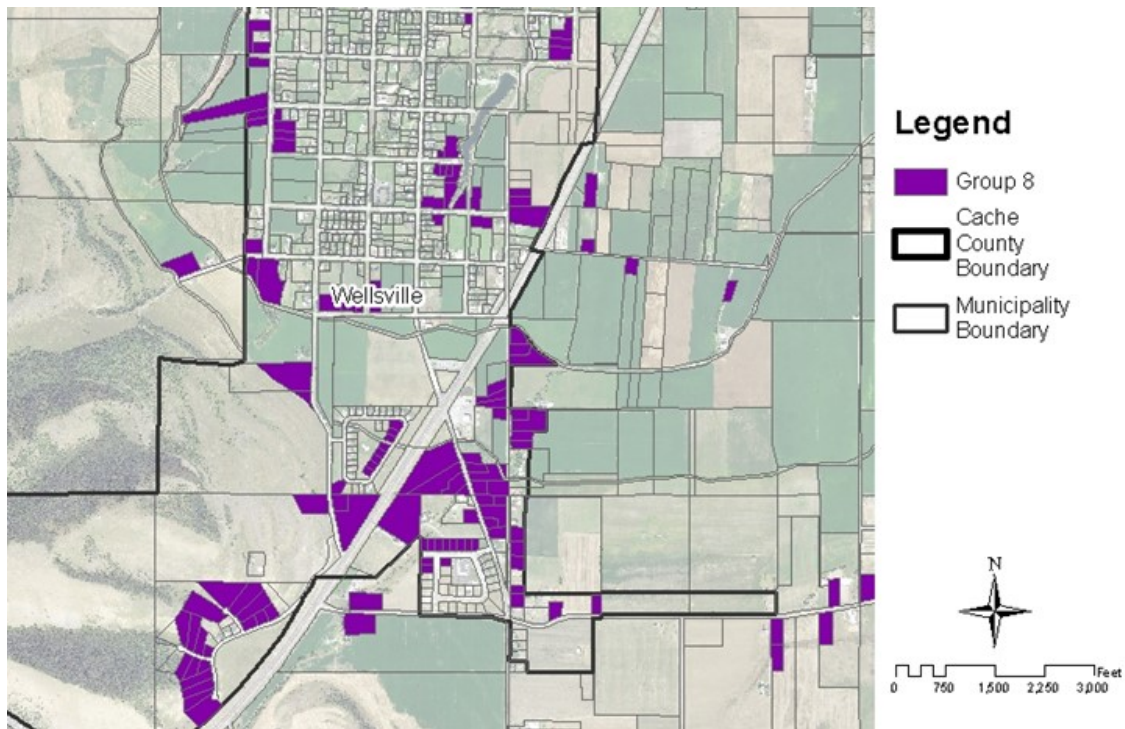 Wellsville
Legend
Group 8
Cache
County
Boundary
Municipality
Boundary
N
Feet
0 750 1,500 2,250 3,000